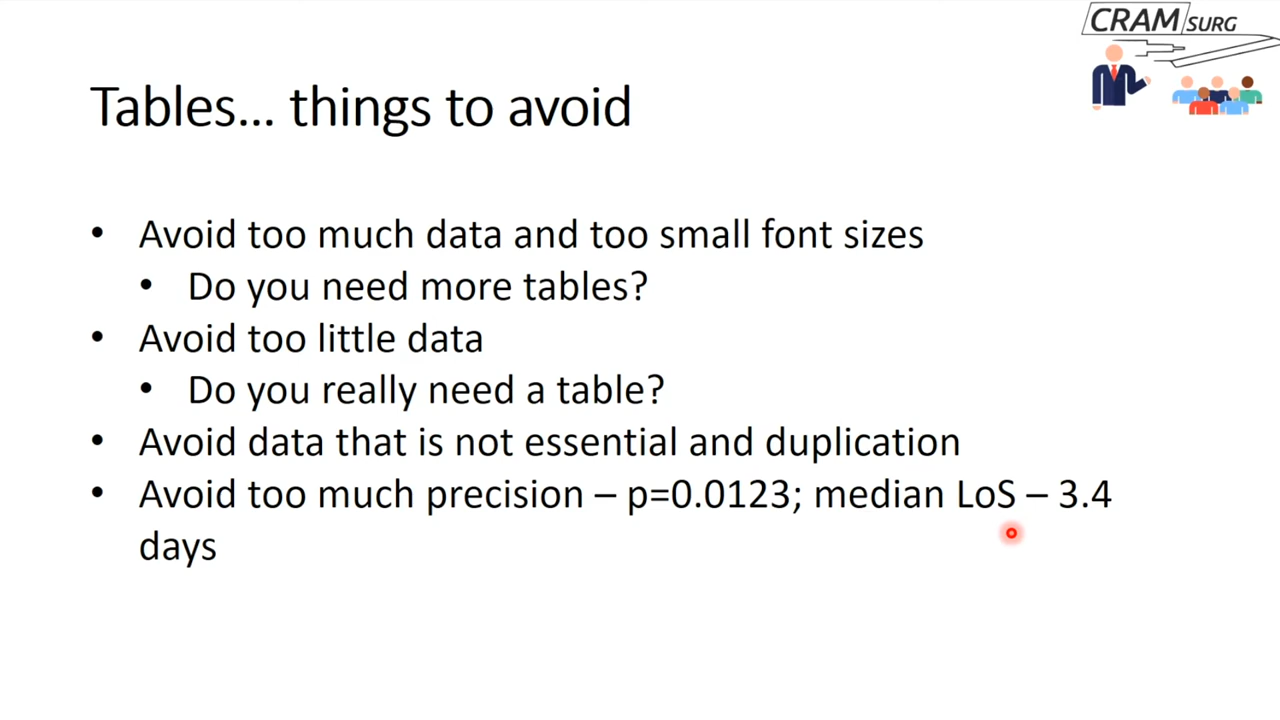 CRAM SURG
Tables... things to avoid
• Avoid too much data and too small font sizes
• Do you need more tables?
• Avoid too little data
• Do you really need a table?
• Avoid data that is not essential and duplication
• Avoid too much precision – p=0.0123; median LoS – 3.4
days